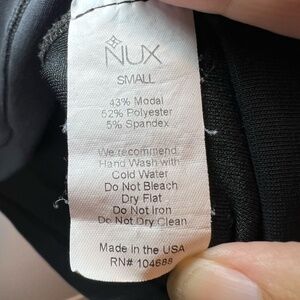 NUX
SMALL
43% Modal
52% Polyester
5% Spandex
We recommend
Hand Wash with
Cold Water
Do Not Bleach
Dry Flat
Do Not Iron
Do Not Dry Clean
Made in the USA
RN# 104688